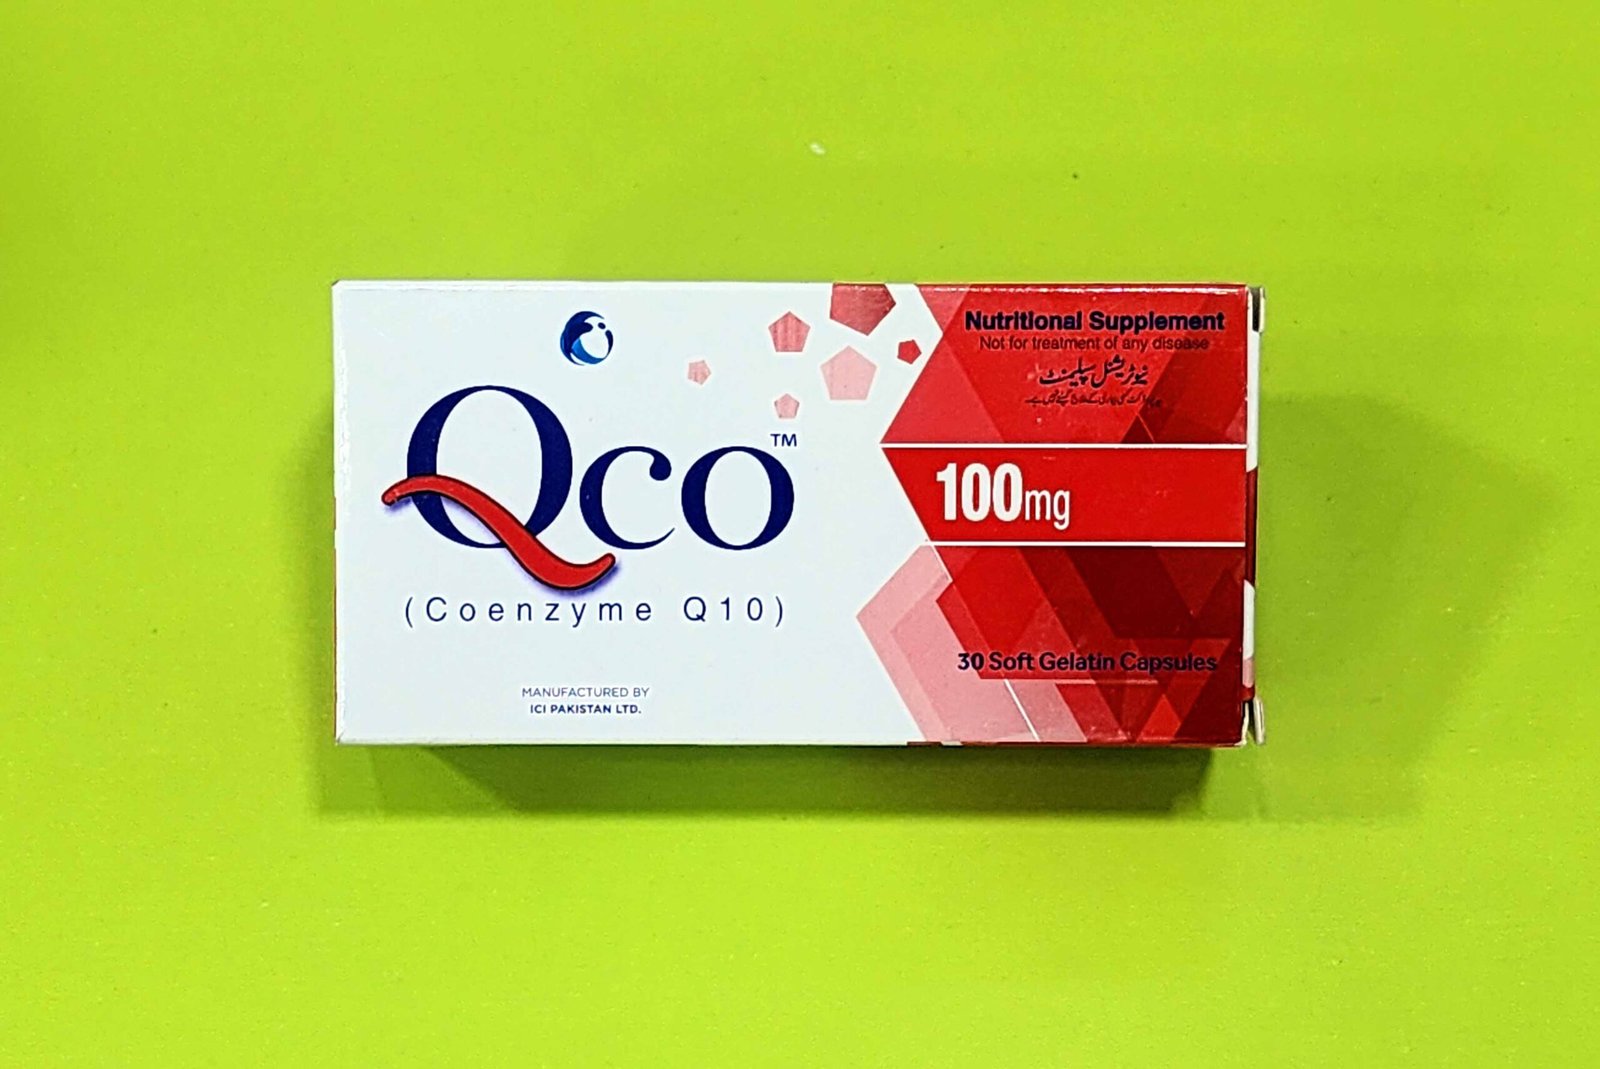 Qco™
(Coenzyme Q10)
MANUFACTURED BY
ICI PAKISTAN LTD.
Nutritional Supplement
Not for treatment of any disease
نیوٹریشنل سپلیمنٹ
100mg
30 Soft Gelatin Capsules